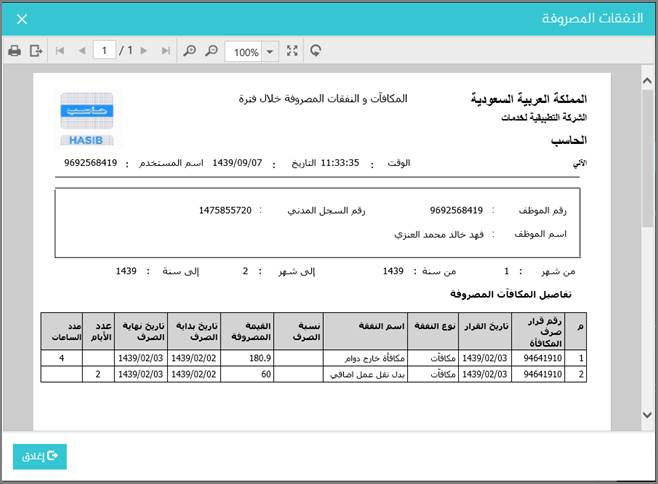 النفقات المصروفة
1 / 1
100%
المملكة العربية السعودية
الشركة التطبيقية لخدمات
الحاسب
الآلي
المكافآت و النفقات المصروفة خلال فترة
حاسب
HASIB
الوقت : 11:33:35 التاريخ : 1439/09/07 اسم المستخدم : 9692568419
رقم الموظف : 9692568419 رقم السجل المدني : 1475855720
اسم الموظف : فهد خالد محمد العنزي
من شهر : 1 من سنة : 1439 إلى شهر : 2 إلى سنة : 1439
تفاصيل المكافآت المصروفة
م رقم قرار صرف المكافأة تاريخ القرار نوع النفقة اسم النفقة نسبة الصرف القيمة المصروفة تاريخ بداية الصرف تاريخ نهاية الصرف عدد الأيام عدد الساعات
1 94641910 1439/02/03 مكافآت مكافأة خارج دوام 180.9 1439/02/02 1439/02/03 4
2 94641910 1439/02/03 مكافآت بدل نقل عمل اضافي 60 1439/02/02 1439/02/03 2
إغلاق